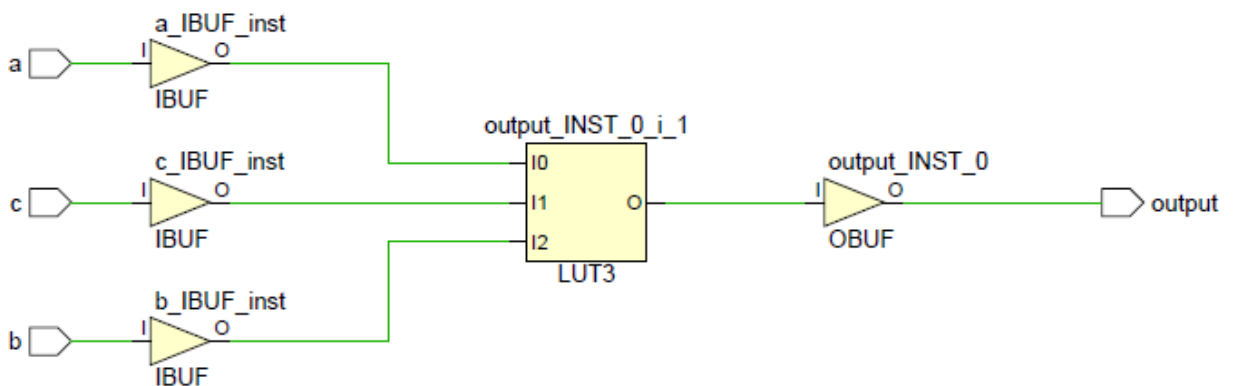 a_IBUF_inst
a
I
O
IBUF
output_INST_0_i_1
c_IBUF_inst
I0
output_INST_0
c
I
O
I1
O
I
O
output
IBUF
I2
OBUF
LUT3
b_IBUF_inst
b
I
O
IBUF